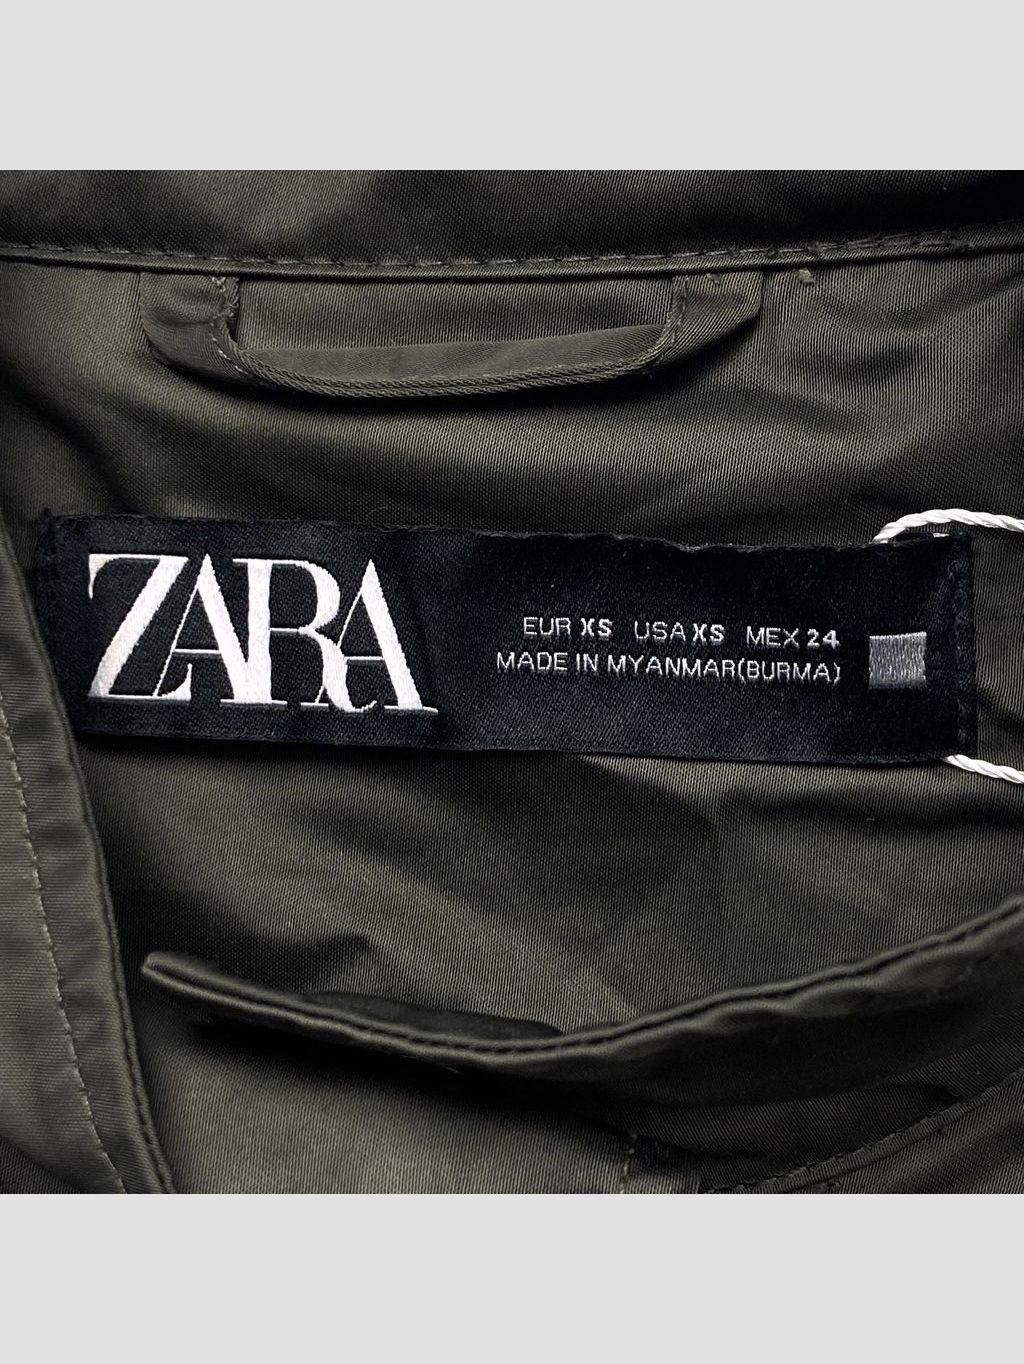 ZARA
EUR XS USA XS MEX 24
MADE IN MYANMAR(BURMA)